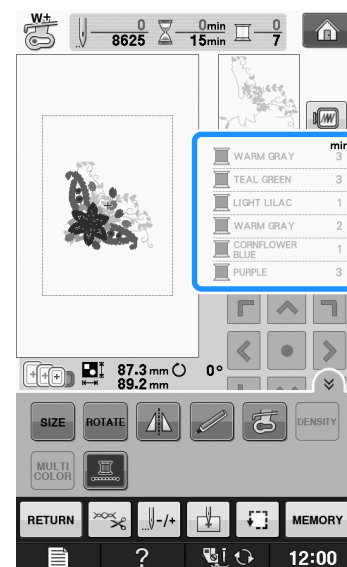 W+
0 0min 0
8625 15min 7
min
WARM GRAY 3
TEAL GREEN 3
LIGHT LILAC 1
WARM GRAY 2
CORNFLOWER
BLUE 1
PURPLE 3
87.3 mm 0°
89.2 mm
SIZE ROTATE DENSITY
MULTI
COLOR
RETURN -/+ MEMORY
? 12:00